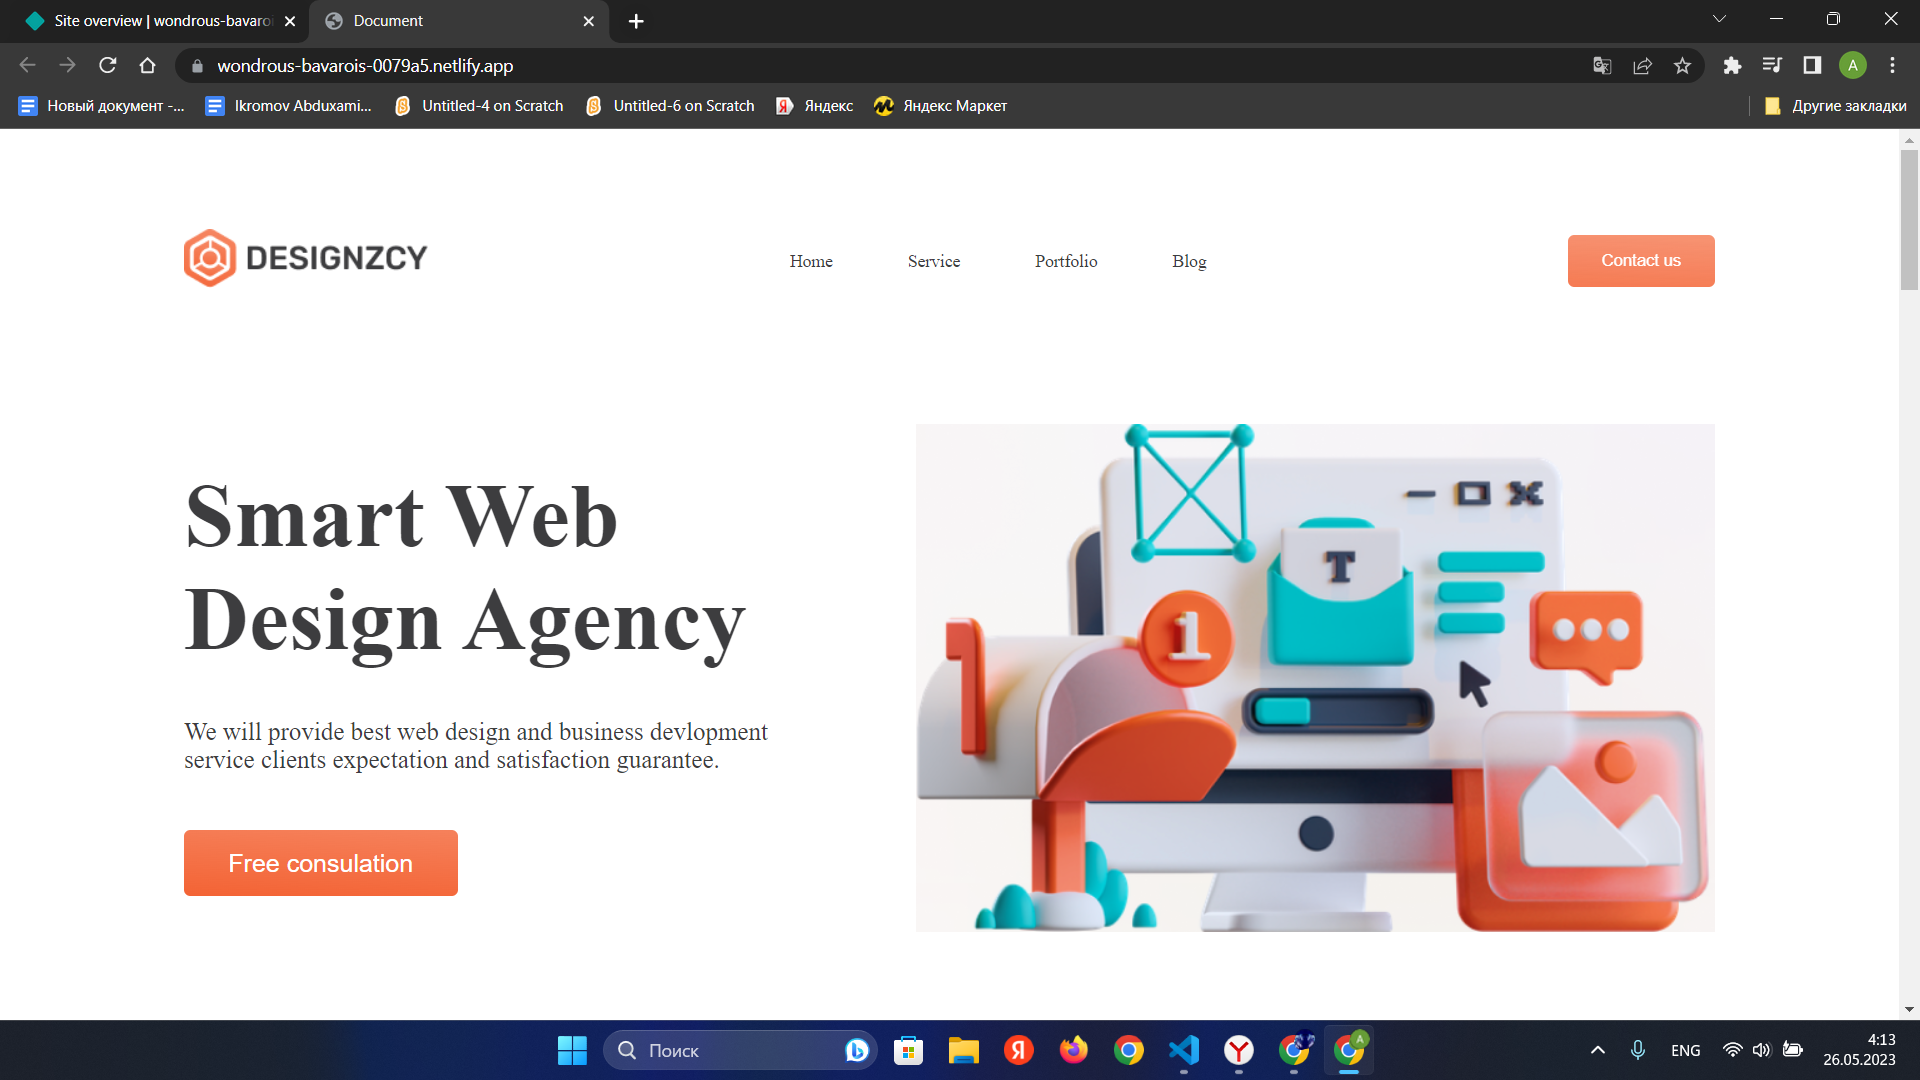 Site overview | wondrous-bavaroi
Document
wondrous-bavarois-0079a5.netlify.app
A
Новый документ -...
Ikromov Abduxami...
Untitled-4 on Scratch
Untitled-6 on Scratch
Яндекс
Яндекс Маркет
Другие закладки
DESIGNZCY
Home
Service
Portfolio
Blog
Contact us
Smart Web
Design Agency
We will provide best web design and business devlopment
service clients expectation and satisfaction guarantee.
Free consulation
T
1
Поиск
ENG
4:13
26.05.2023